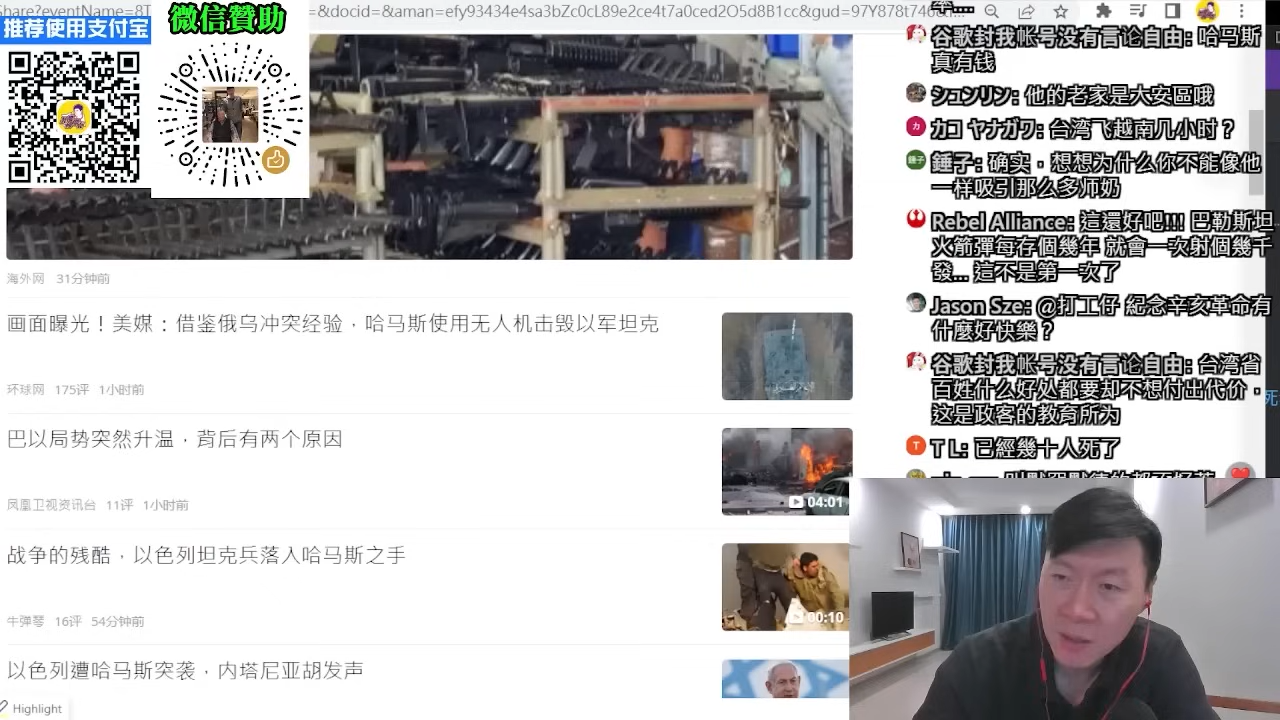 微信赞助
推荐使用支付宝
海外网 31分钟前
画面曝光！美媒：借鉴俄乌冲突经验，哈马斯使用无人机击毁以军坦克
环球网 175评 1小时前
巴以局势突然升温，背后有两个原因
凤凰卫视资讯台 11评 1小时前
04:01
战争的残酷，以色列坦克兵落入哈马斯之手
牛弹琴 16评 54分钟前
00:10
以色列遭哈马斯突袭，内塔尼亚胡发声
Highlight
谷歌封我帐号没有言论自由: 哈马斯
真有钱
シュンリン: 他的老家是大安區哦
カコ ヤナガワ: 台湾飞越南几小时？
錘子: 确实，想想为什么你不能像他
一样吸引那么多师奶
Rebel Alliance: 這還好吧!!! 巴勒斯坦
火箭彈每存個幾年 就會一次射個幾千
發... 這不是第一次了
Jason Sze: @打工仔 紀念辛亥革命有
什麼好快樂？
谷歌封我帐号没有言论自由: 台湾省
百姓什么好处都要却不想付出代价，
这是政客的教育所为
T L: 已經幾十人死了
死